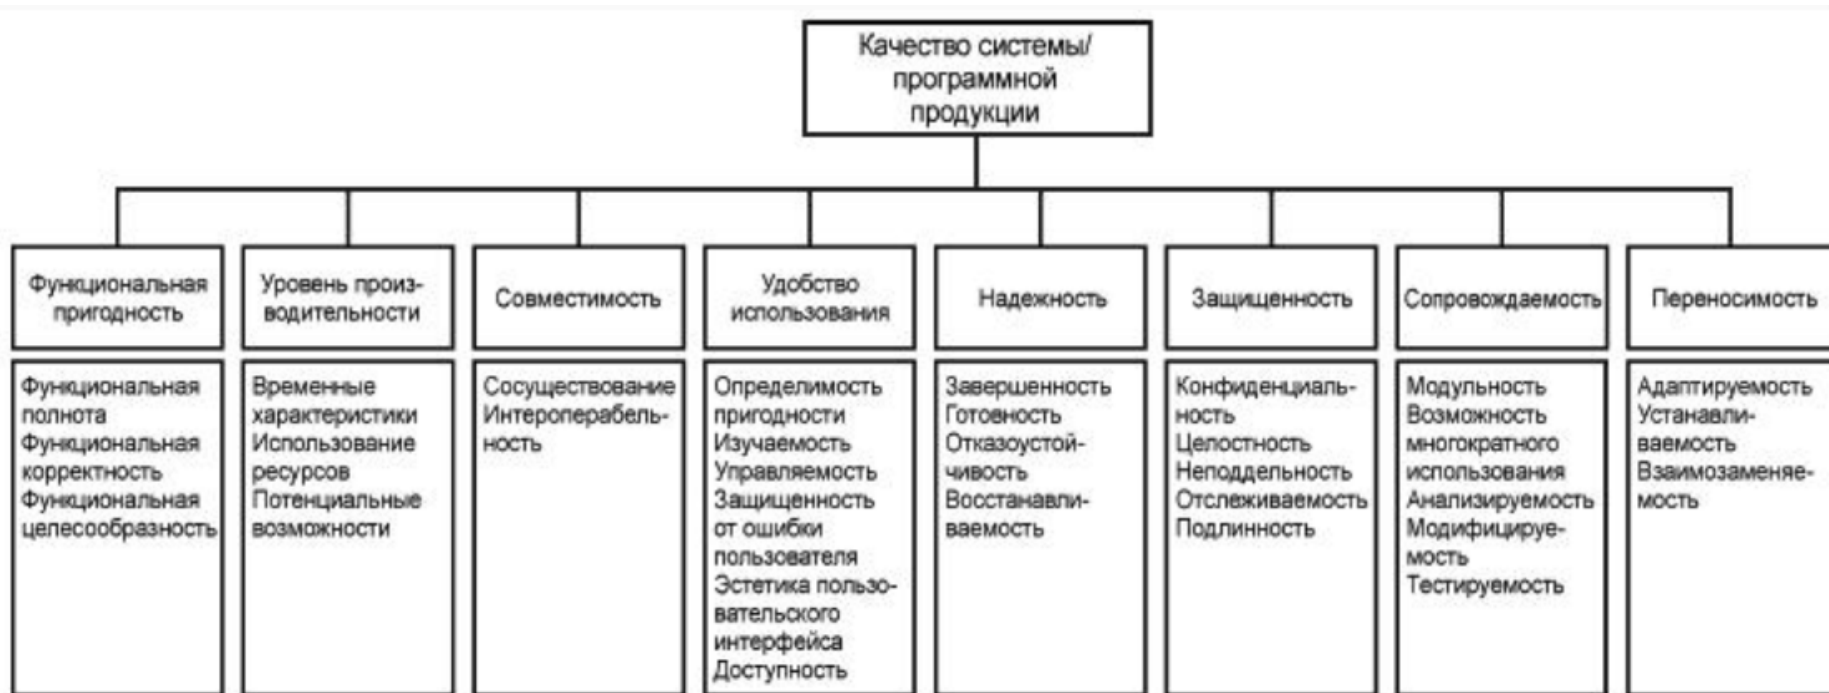 Качество системы/
программной
продукции
Функциональная
пригодность
Уровень произ-
водительности
Совместимость
Удобство
использования
Надежность
Защищенность
Сопровождаемость
Переносимость
Функциональная
полнота
Функциональная
корректность
Функциональная
целесообразность
Временные
характеристики
Использование
ресурсов
Потенциальные
возможности
Сосуществование
Интероперабель-
ность
Определимость
пригодности
Изучаемость
Управляемость
Защищенность
от ошибки
пользователя
Эстетика пользо-
вательского
интерфейса
Доступность
Завершенность
Готовность
Отказоустой-
чивость
Восстанавли-
ваемость
Конфиденциаль-
ность
Целостность
Неподдельность
Отслеживаемость
Подлинность
Модульность
Возможность
многократного
использования
Анализируемость
Модифицируе-
мость
Тестируемость
Адаптируемость
Устанавли-
ваемость
Взаимозаменяе-
мость